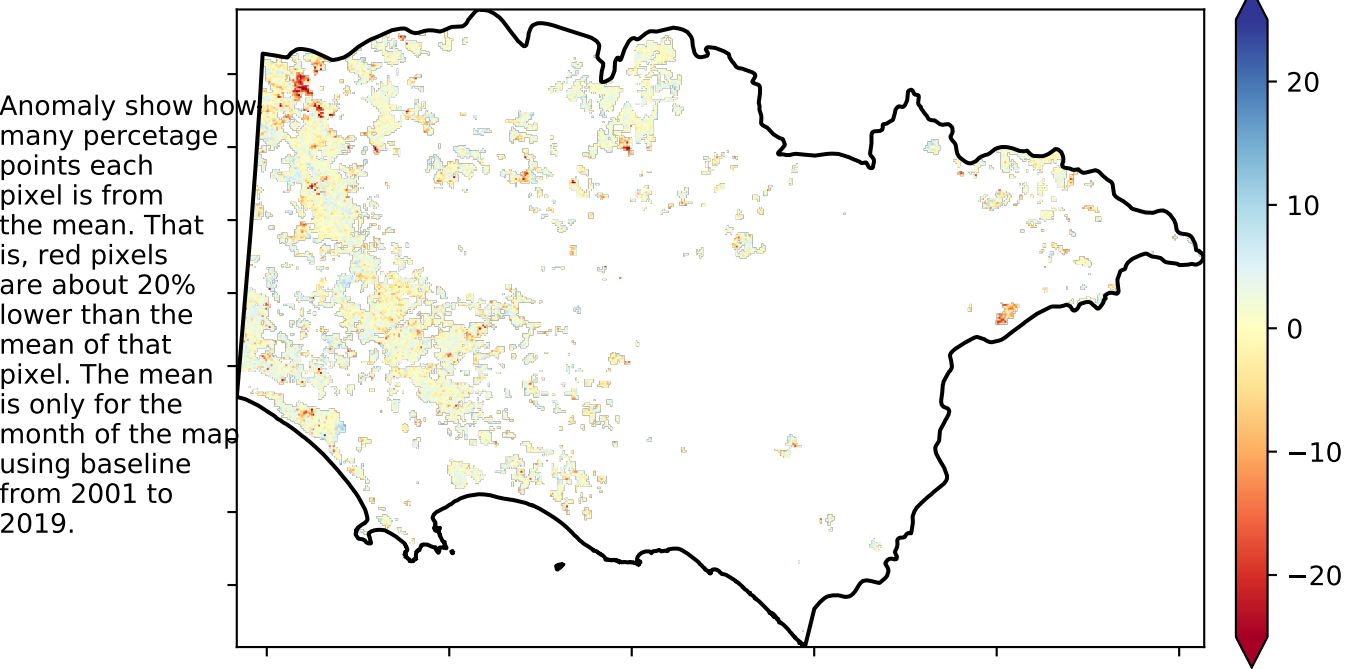 Anomaly show how
many percetage
points each
pixel is from
the mean. That
is, red pixels
are about 20%
lower than the
mean of that
pixel. The mean
is only for the
month of the map
using baseline
from 2001 to
2019.
20
10
0
−10
−20